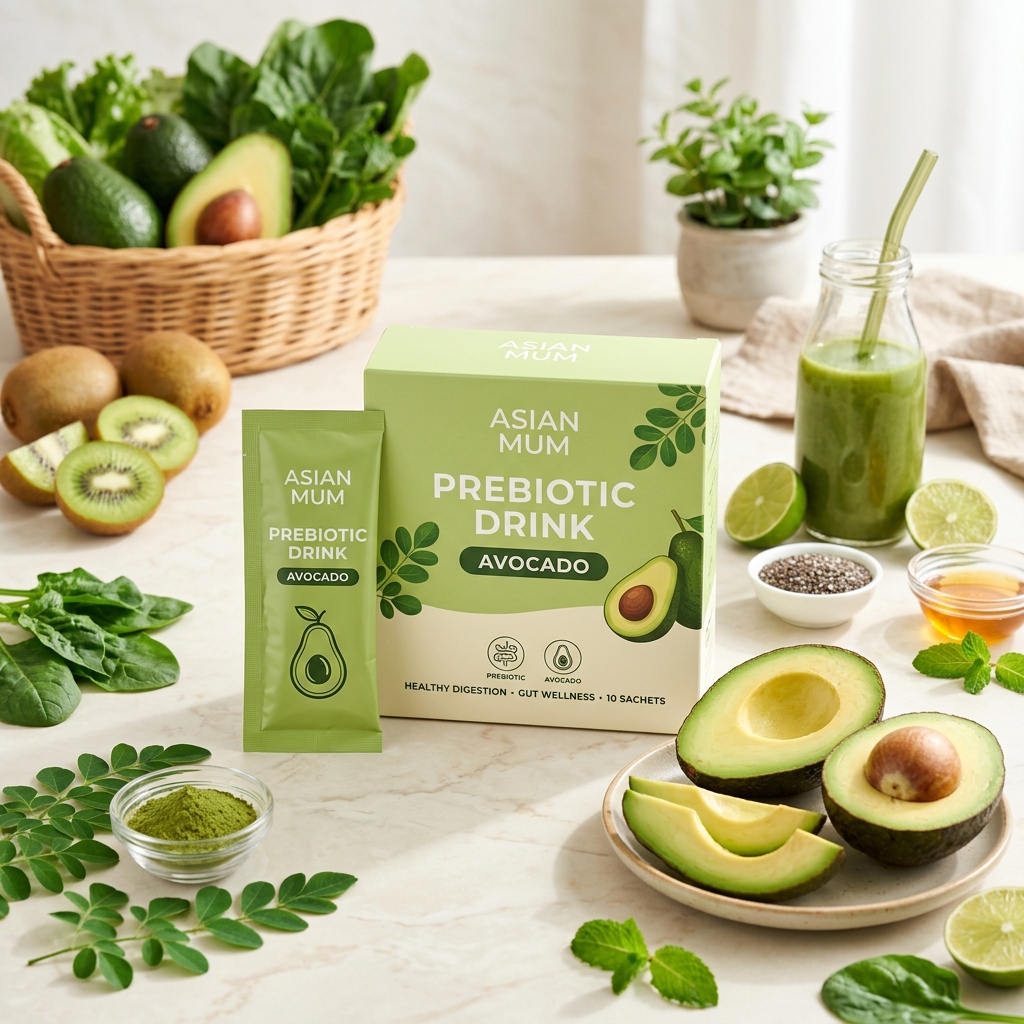 ASIAN
MUM
ASIAN
MUM
PREBIOTIC
DRINK
AVOCADO
PREBIOTIC
AVOCADO
HEALTHY DIGESTION • GUT WELLNESS • 10 SACHETS
ASIAN
MUM
PREBIOTIC
DRINK
AVOCADO